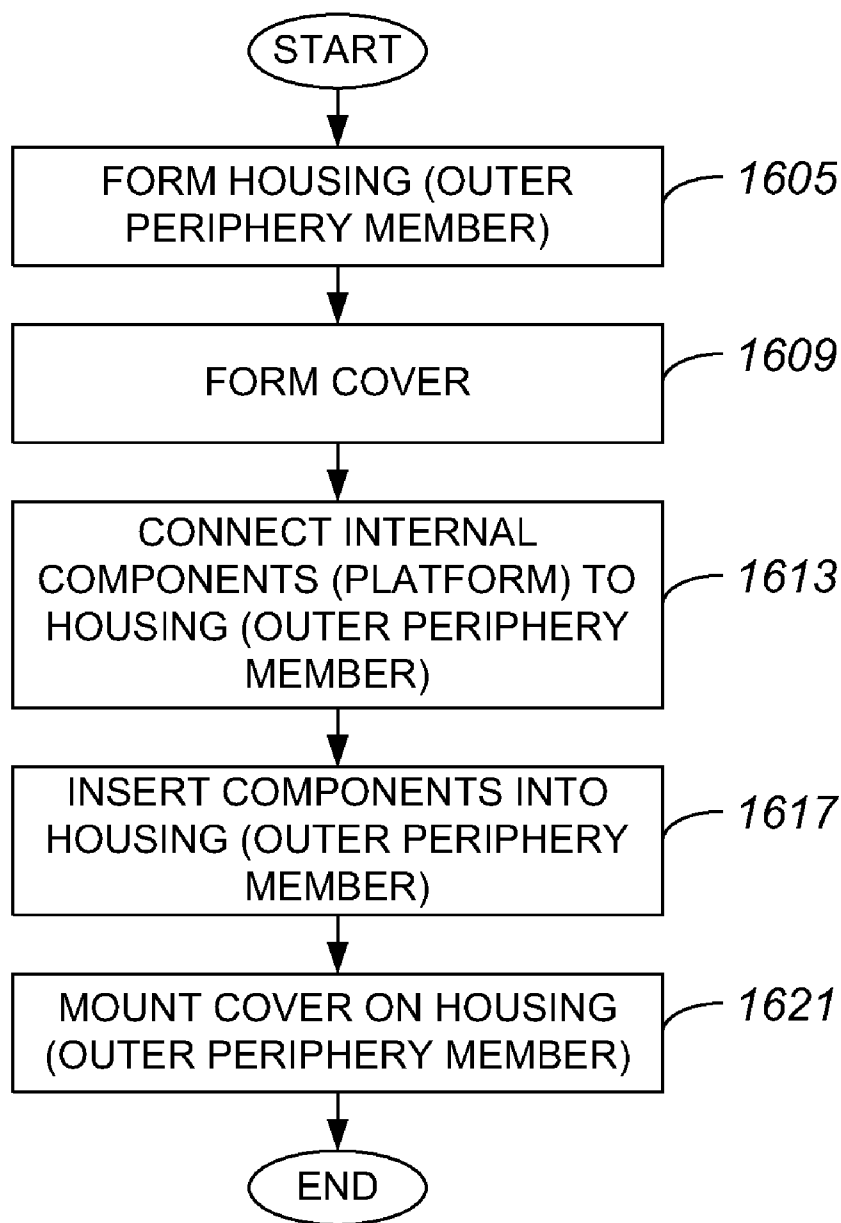 START
FORM HOUSING (OUTER
PERIPHERY MEMBER)
1605
FORM COVER
1609
CONNECT INTERNAL
COMPONENTS (PLATFORM) TO
HOUSING (OUTER PERIPHERY
MEMBER)
1613
INSERT COMPONENTS INTO
HOUSING (OUTER PERIPHERY
MEMBER)
1617
MOUNT COVER ON HOUSING
(OUTER PERIPHERY MEMBER)
1621
END